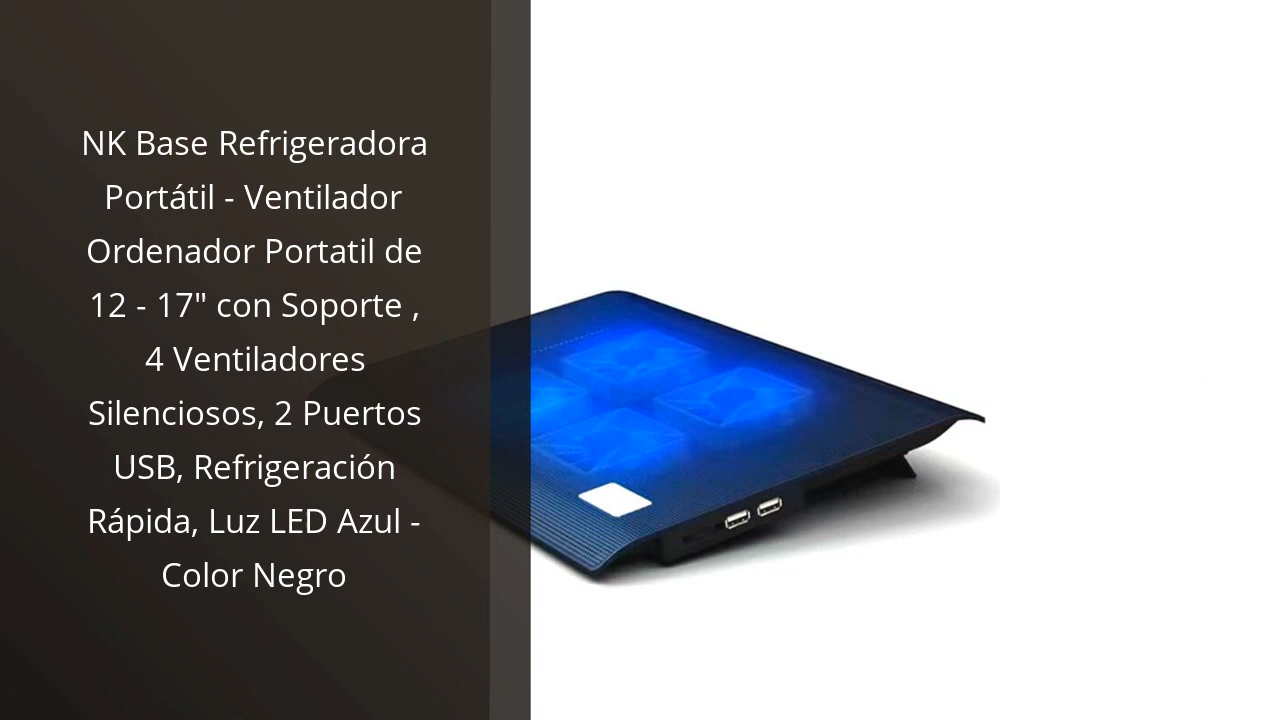 NK Base Refrigeradora
Portátil - Ventilador
Ordenador Portatil de
12 - 17" con Soporte ,
4 Ventiladores
Silenciosos, 2 Puertos
USB, Refrigeración
Rápida, Luz LED Azul -
Color Negro